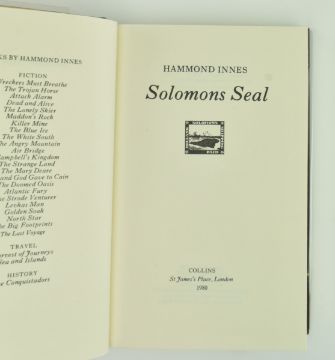 KS BY HAMMOND INNES
FICTION
Wreckers Must Breathe
The Trojan Horse
Attack Alarm
Dead and Alive
The Lonely Skier
Maddon's Rock
Killer Mine
The Blue Ice
The White South
The Angry Mountain
Air Bridge
Campbell's Kingdom
The Strange Land
The Mary Deare
and God Gave to Cain
The Doomed Oasis
Atlantic Fury
The Strode Venturer
Levkas Man
Golden Soak
North Star
The Big Footprints
The Last Voyage
TRAVEL
rvest of Journeys
Sea and Islands
HISTORY
e Conquistadors
HAMMOND INNES
Solomons Seal
SOLOMONS
COLLINS
St James's Place, London
1980